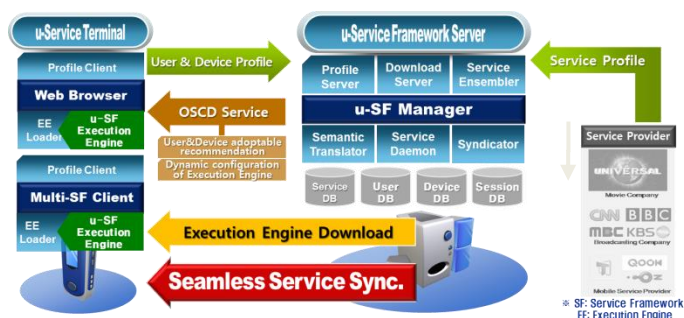 u-Service Terminal
Profile Client
Web Browser
EE
Loader
u-SF
Execution
Engine
Profile Client
Multi-SF Client
EE
Loader
u-SF
Execution
Engine
User & Device Profile
OSCD Service
User&Device adoptable
recommendation
Dynamic configuration
of Execution Engine
Execution Engine Download
Seamless Service Sync.
u-Service Framework Server
Profile
Server
Download
Server
Service
Ensembler
u-SF Manager
Semantic
Translator
Service
Daemon
Syndicator
Service
DB
User
DB
Device
DB
Session
DB
Service Profile
Service Provider
UNIVERSAL
Movie Company
CNN BBC
MBC KBS
Broadcasting Company
QOOK
Mobile Service Provider
※ SF: Service Framework
EE: Execution Engine